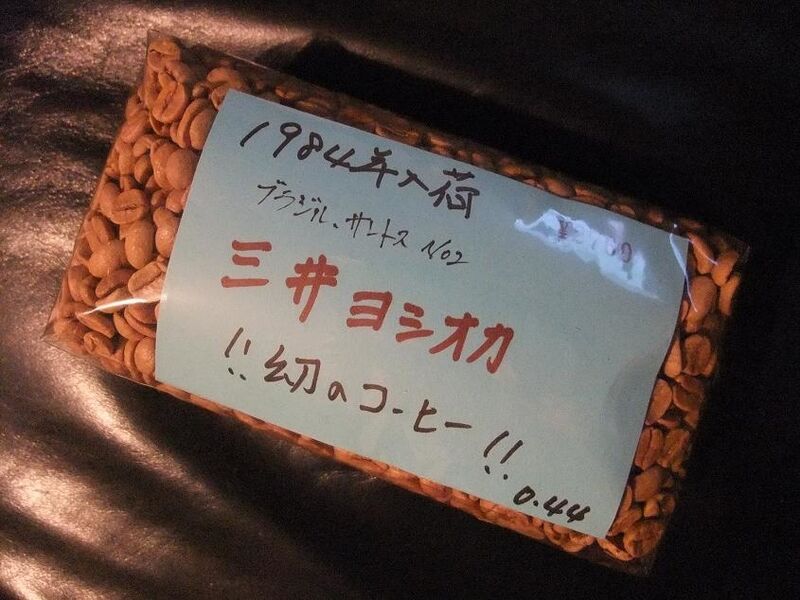 1984年入荷
ブラジル、サントス No2
三井ヨシオカ
!!幻のコーヒー!!
0.44